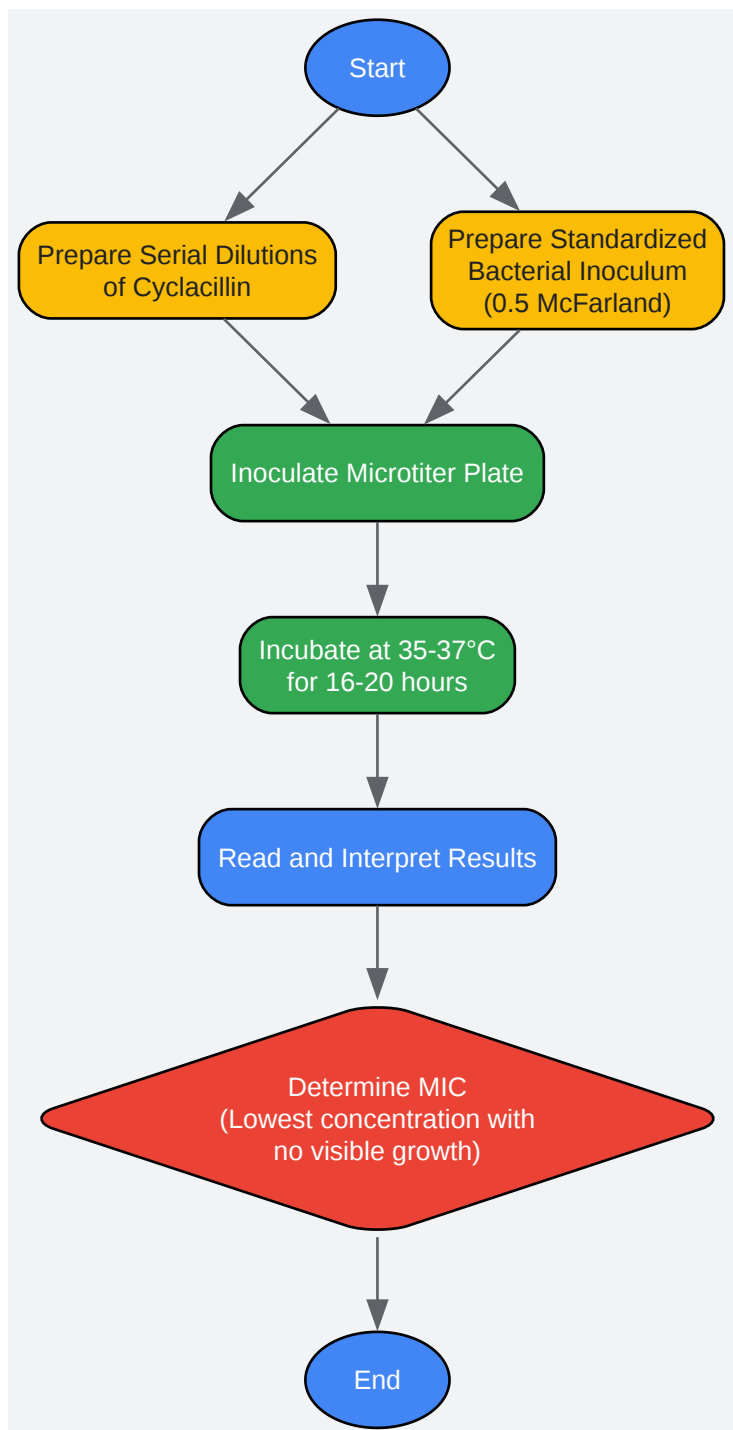 Start
Prepare Serial Dilutions
of Cyclacillin
Prepare Standardized
Bacterial Inoculum
(0.5 McFarland)
Inoculate Microtiter Plate
Incubate at 35-37°C
for 16-20 hours
Read and Interpret Results
Determine MIC
(Lowest concentration with
no visible growth)
End